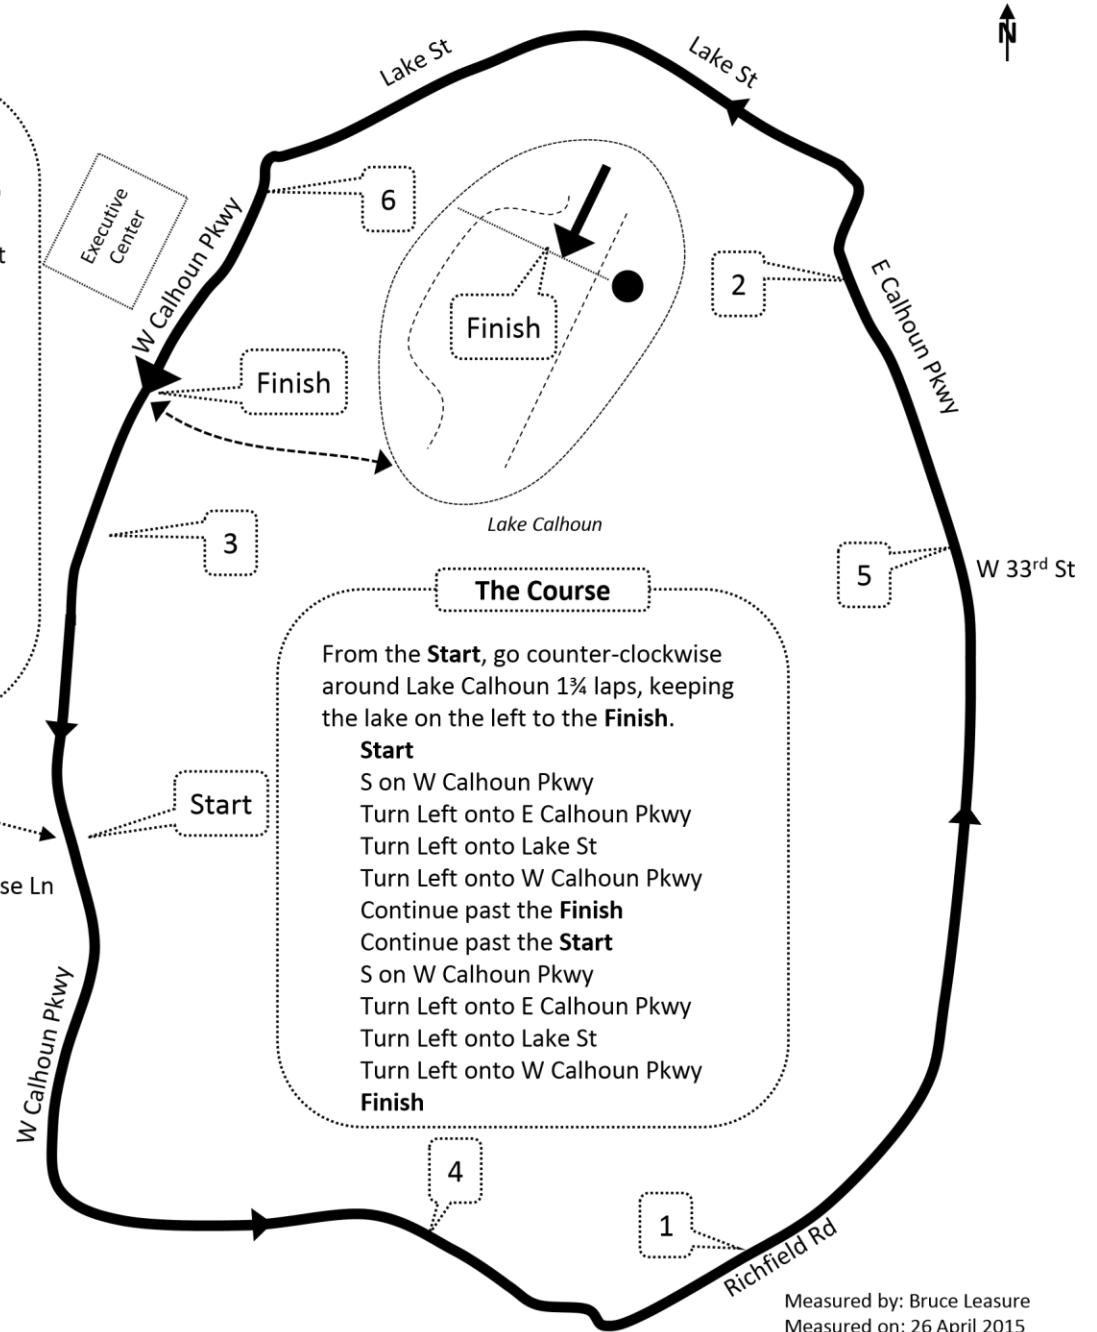 N
Lake St
Lake St
6
Executive
Center
W Calhoun Pkwy
2
E Calhoun Pkwy
Finish
Finish
Lake Calhoun
3
5
W 33rd St
The Course
From the Start, go counter-clockwise
around Lake Calhoun 1¾ laps, keeping
the lake on the left to the Finish.
Start
S on W Calhoun Pkwy
Turn Left onto E Calhoun Pkwy
Turn Left onto Lake St
Turn Left onto W Calhoun Pkwy
Continue past the Finish
Continue past the Start
S on W Calhoun Pkwy
Turn Left onto E Calhoun Pkwy
Turn Left onto Lake St
Turn Left onto W Calhoun Pkwy
Finish
Start
se Ln
W Calhoun Pkwy
4
1
Richfield Rd
Measured by: Bruce Leasure
Measured on: 26 April 2015